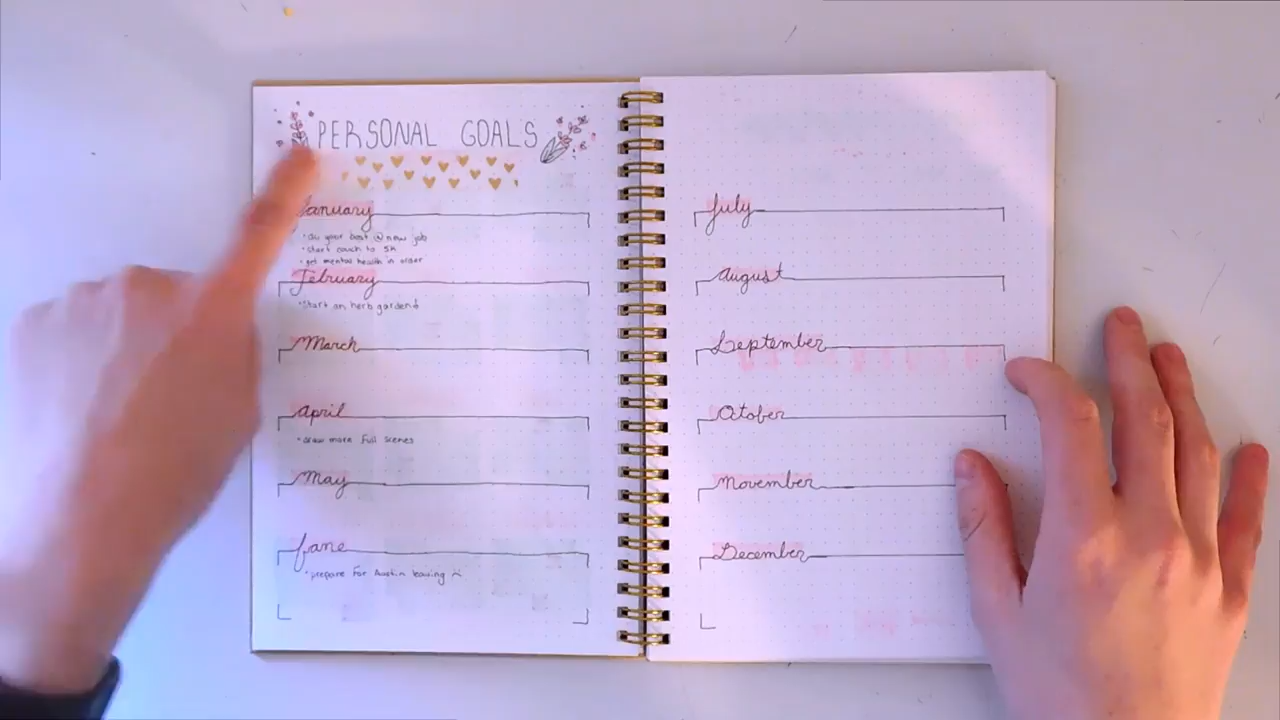 PERSONAL GOALS
January
• do your best @ new job
• start couch to 5k
• get mental health in order
February
• Start an herb garden!
March
April
• draw more full scenes
May
June
• prepare for Austin leaving
July
August
September
October
November
December